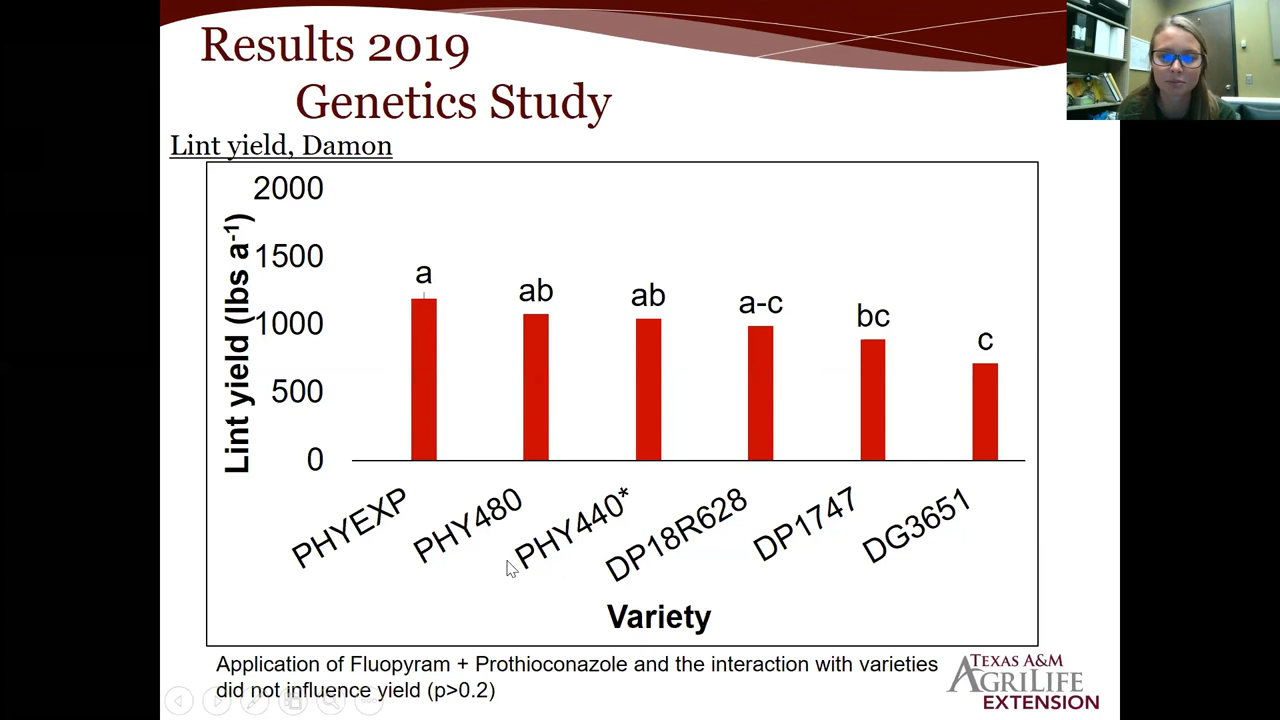 Results 2019
Genetics Study
Lint yield, Damon
Lint yield (lbs a-1)
2000
1500
1000
500
0
a
ab
ab
a-c
bc
c
PHYEXP
PHY480
PHY440*
DP18R628
DP1747
DG3651
Variety
Application of Fluopyram + Prothioconazole and the interaction with varieties
did not influence yield (p>0.2)
TEXAS A&M
AGRILIFE
EXTENSION